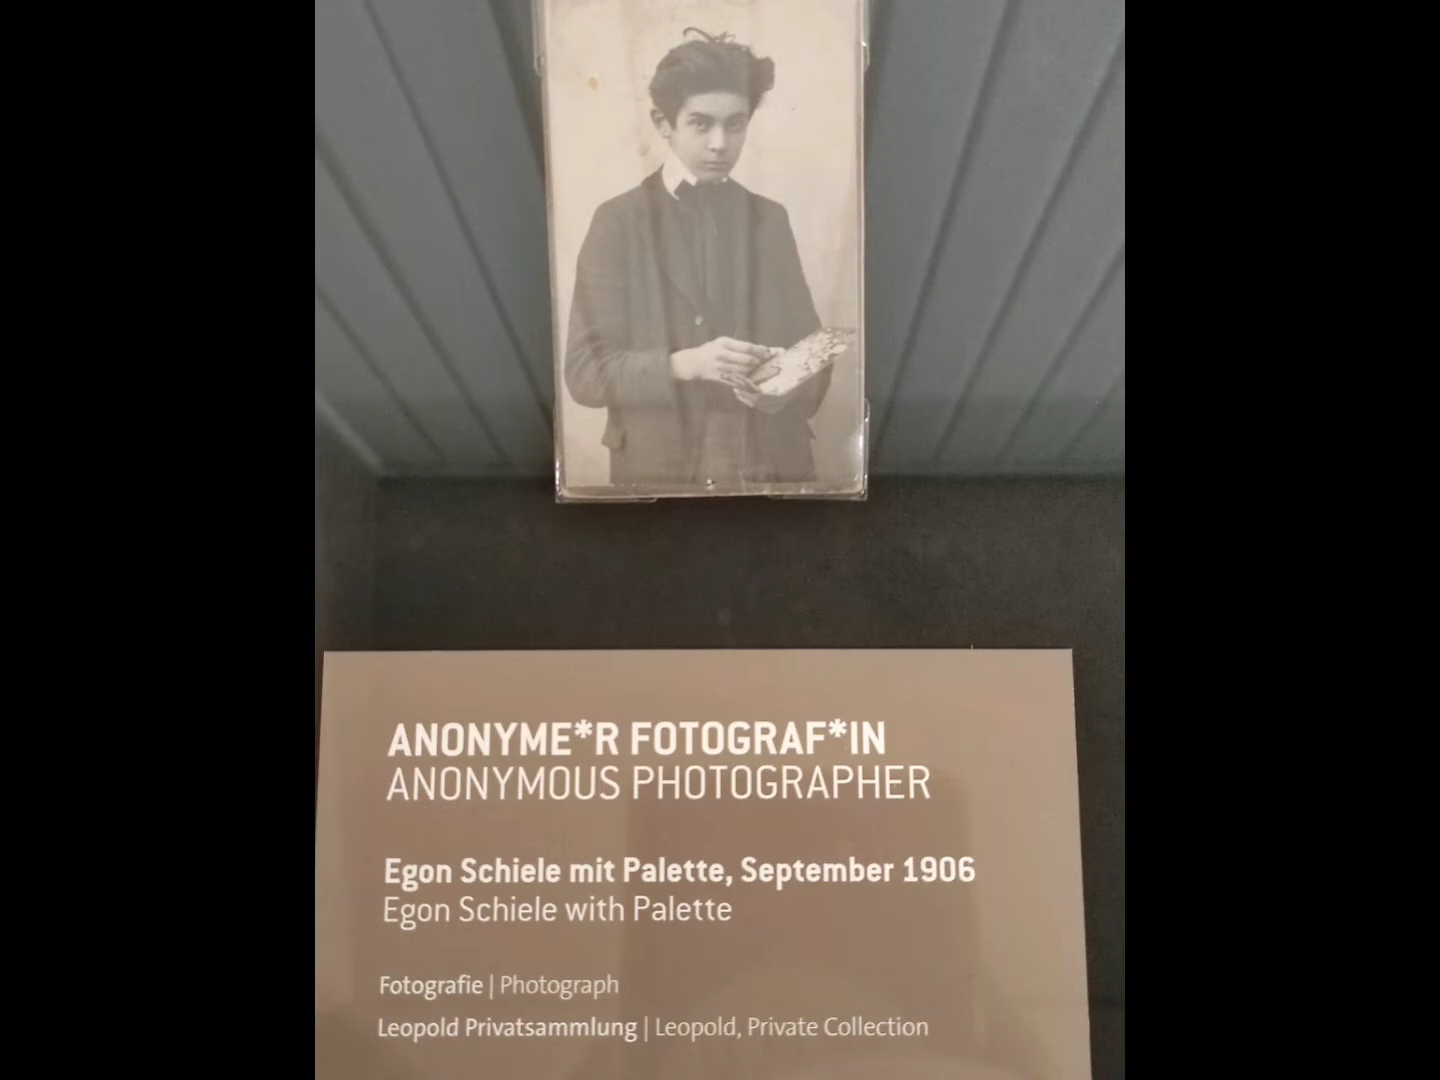 ANONYME*R FOTOGRAF*IN
ANONYMOUS PHOTOGRAPHER
Egon Schiele mit Palette, September 1906
Egon Schiele with Palette
Fotografie | Photograph
Leopold Privatsammlung | Leopold, Private Collection